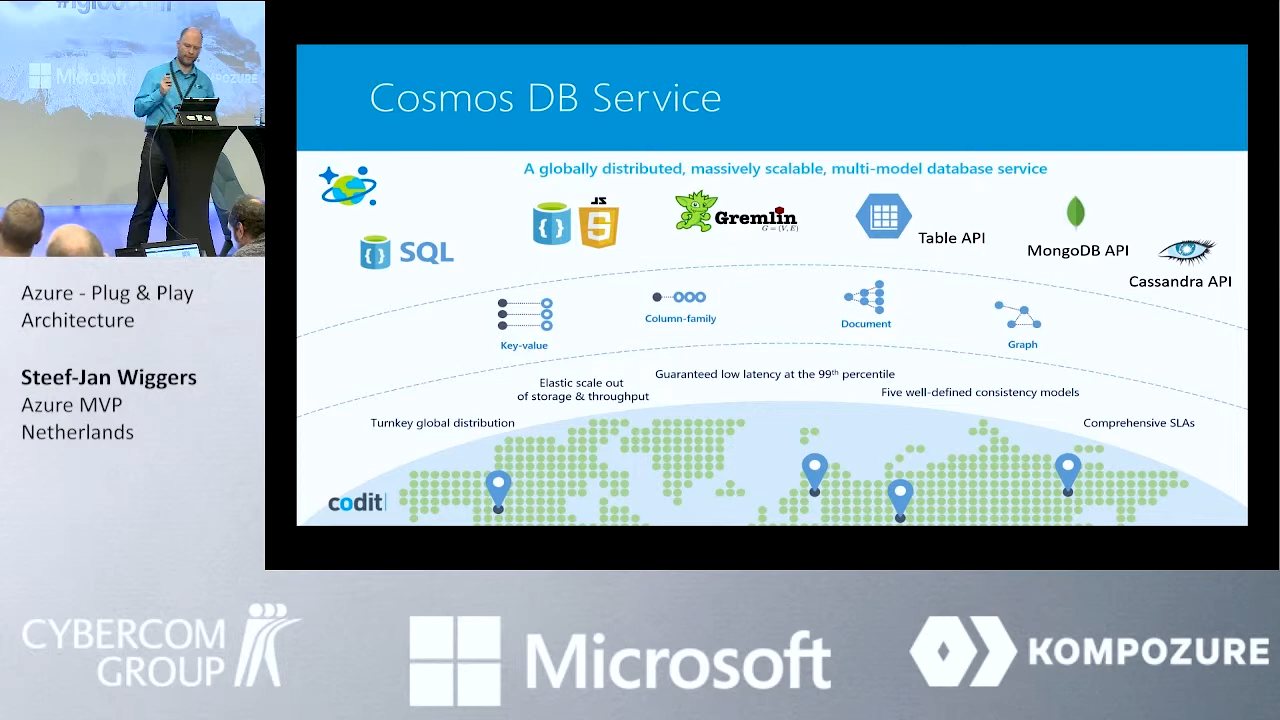 #igloocon
Microsoft
Azure - Plug & Play
Architecture
Steef-Jan Wiggers
Azure MVP
Netherlands
Cosmos DB Service
A globally distributed, massively scalable, multi-model database service
SQL
JS
5
Gremlin
G = (V, E)
Table API
MongoDB API
Cassandra API
Key-value
Column-family
Document
Graph
Elastic scale out
of storage & throughput
Guaranteed low latency at the 99th percentile
Five well-defined consistency models
Turnkey global distribution
Comprehensive SLAs
codit
CYBERCOM
GROUP
Microsoft
KOMPOZURE